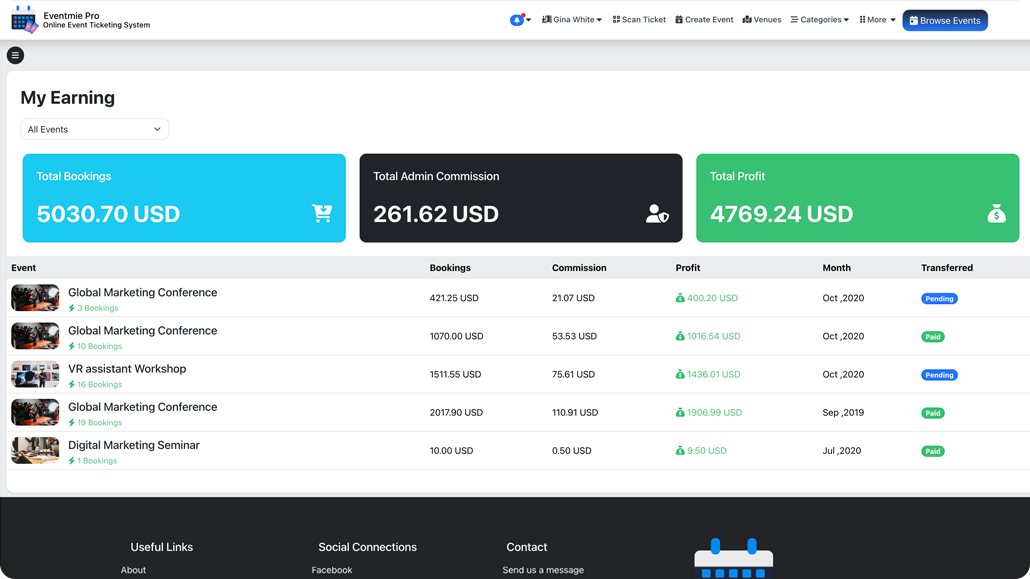 Eventmie Pro
Online Event Ticketing System
Gina White
Scan Ticket
Create Event
Venues
Categories
More
Browse Events
My Earning
All Events
Total Bookings
5030.70 USD
Total Admin Commission
261.62 USD
Total Profit
4769.24 USD
Event Bookings Commission Profit Month Transferred
Global Marketing Conference
3 Bookings
421.25 USD 21.07 USD 400.20 USD Oct ,2020 Pending
Global Marketing Conference
10 Bookings
1070.00 USD 53.53 USD 1016.54 USD Oct ,2020 Paid
VR assistant Workshop
16 Bookings
1511.55 USD 75.61 USD 1436.01 USD Oct ,2020 Pending
Global Marketing Conference
19 Bookings
2017.90 USD 110.91 USD 1906.99 USD Sep ,2019 Paid
Digital Marketing Seminar
1 Bookings
10.00 USD 0.50 USD 9.50 USD Jul ,2020 Paid
Useful Links
About
Social Connections
Facebook
Contact
Send us a message